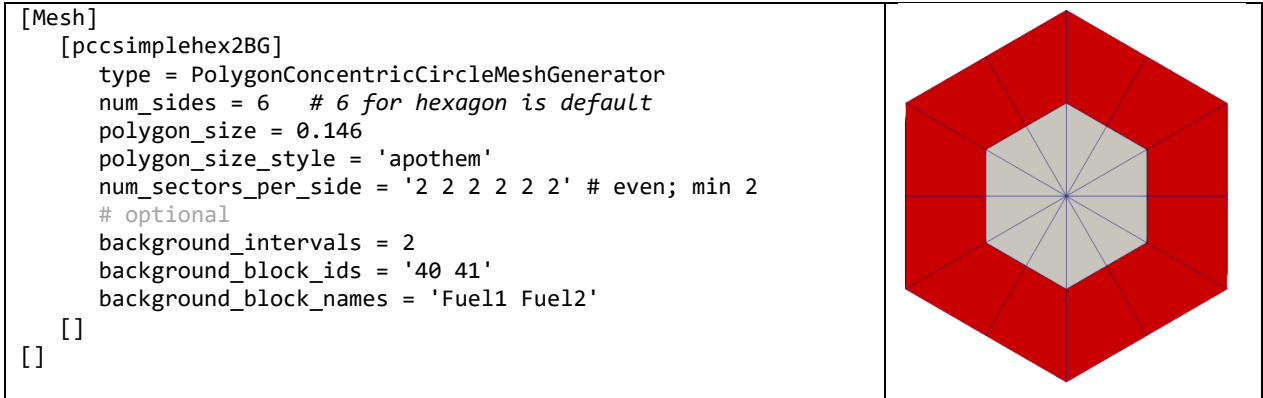 [Mesh]
   [pccsimplehex2BG]
      type = PolygonConcentricCircleMeshGenerator
      num_sides = 6   # 6 for hexagon is default
      polygon_size = 0.146
      polygon_size_style = 'apothem'
      num_sectors_per_side = '2 2 2 2 2 2' # even; min 2
      # optional
      background_intervals = 2
      background_block_ids = '40 41'
      background_block_names = 'Fuel1 Fuel2'
   []
[]